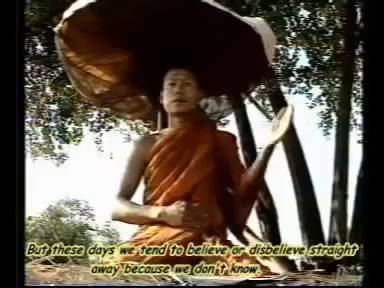 But these days we tend to believe or disbelieve straight
away because we don't know.